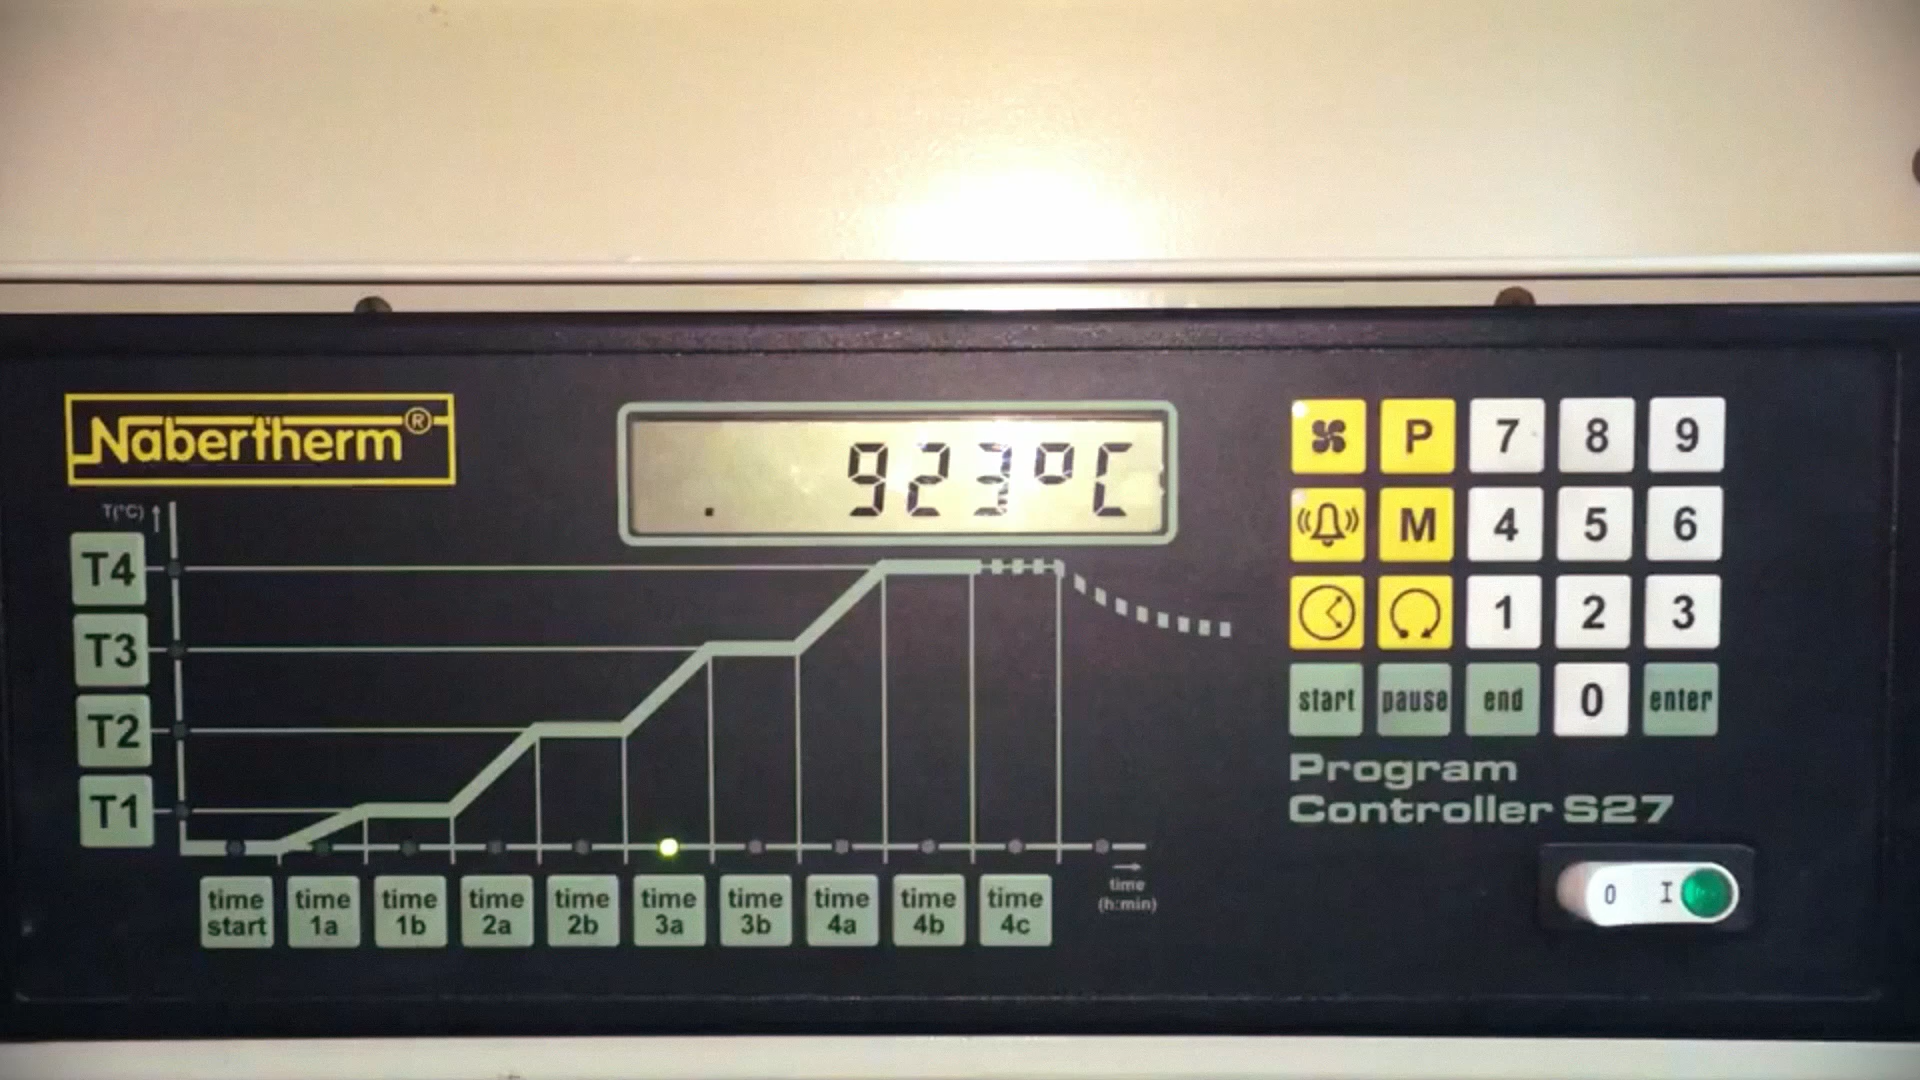 Nabertherm®
923°C
T(°C)
T4
T3
T2
T1
time start
time 1a
time 1b
time 2a
time 2b
time 3a
time 3b
time 4a
time 4b
time 4c
time
(h:min)
P 7 8 9
M 4 5 6
1 2 3
start pause end 0 enter
Program
Controller S27
0 I